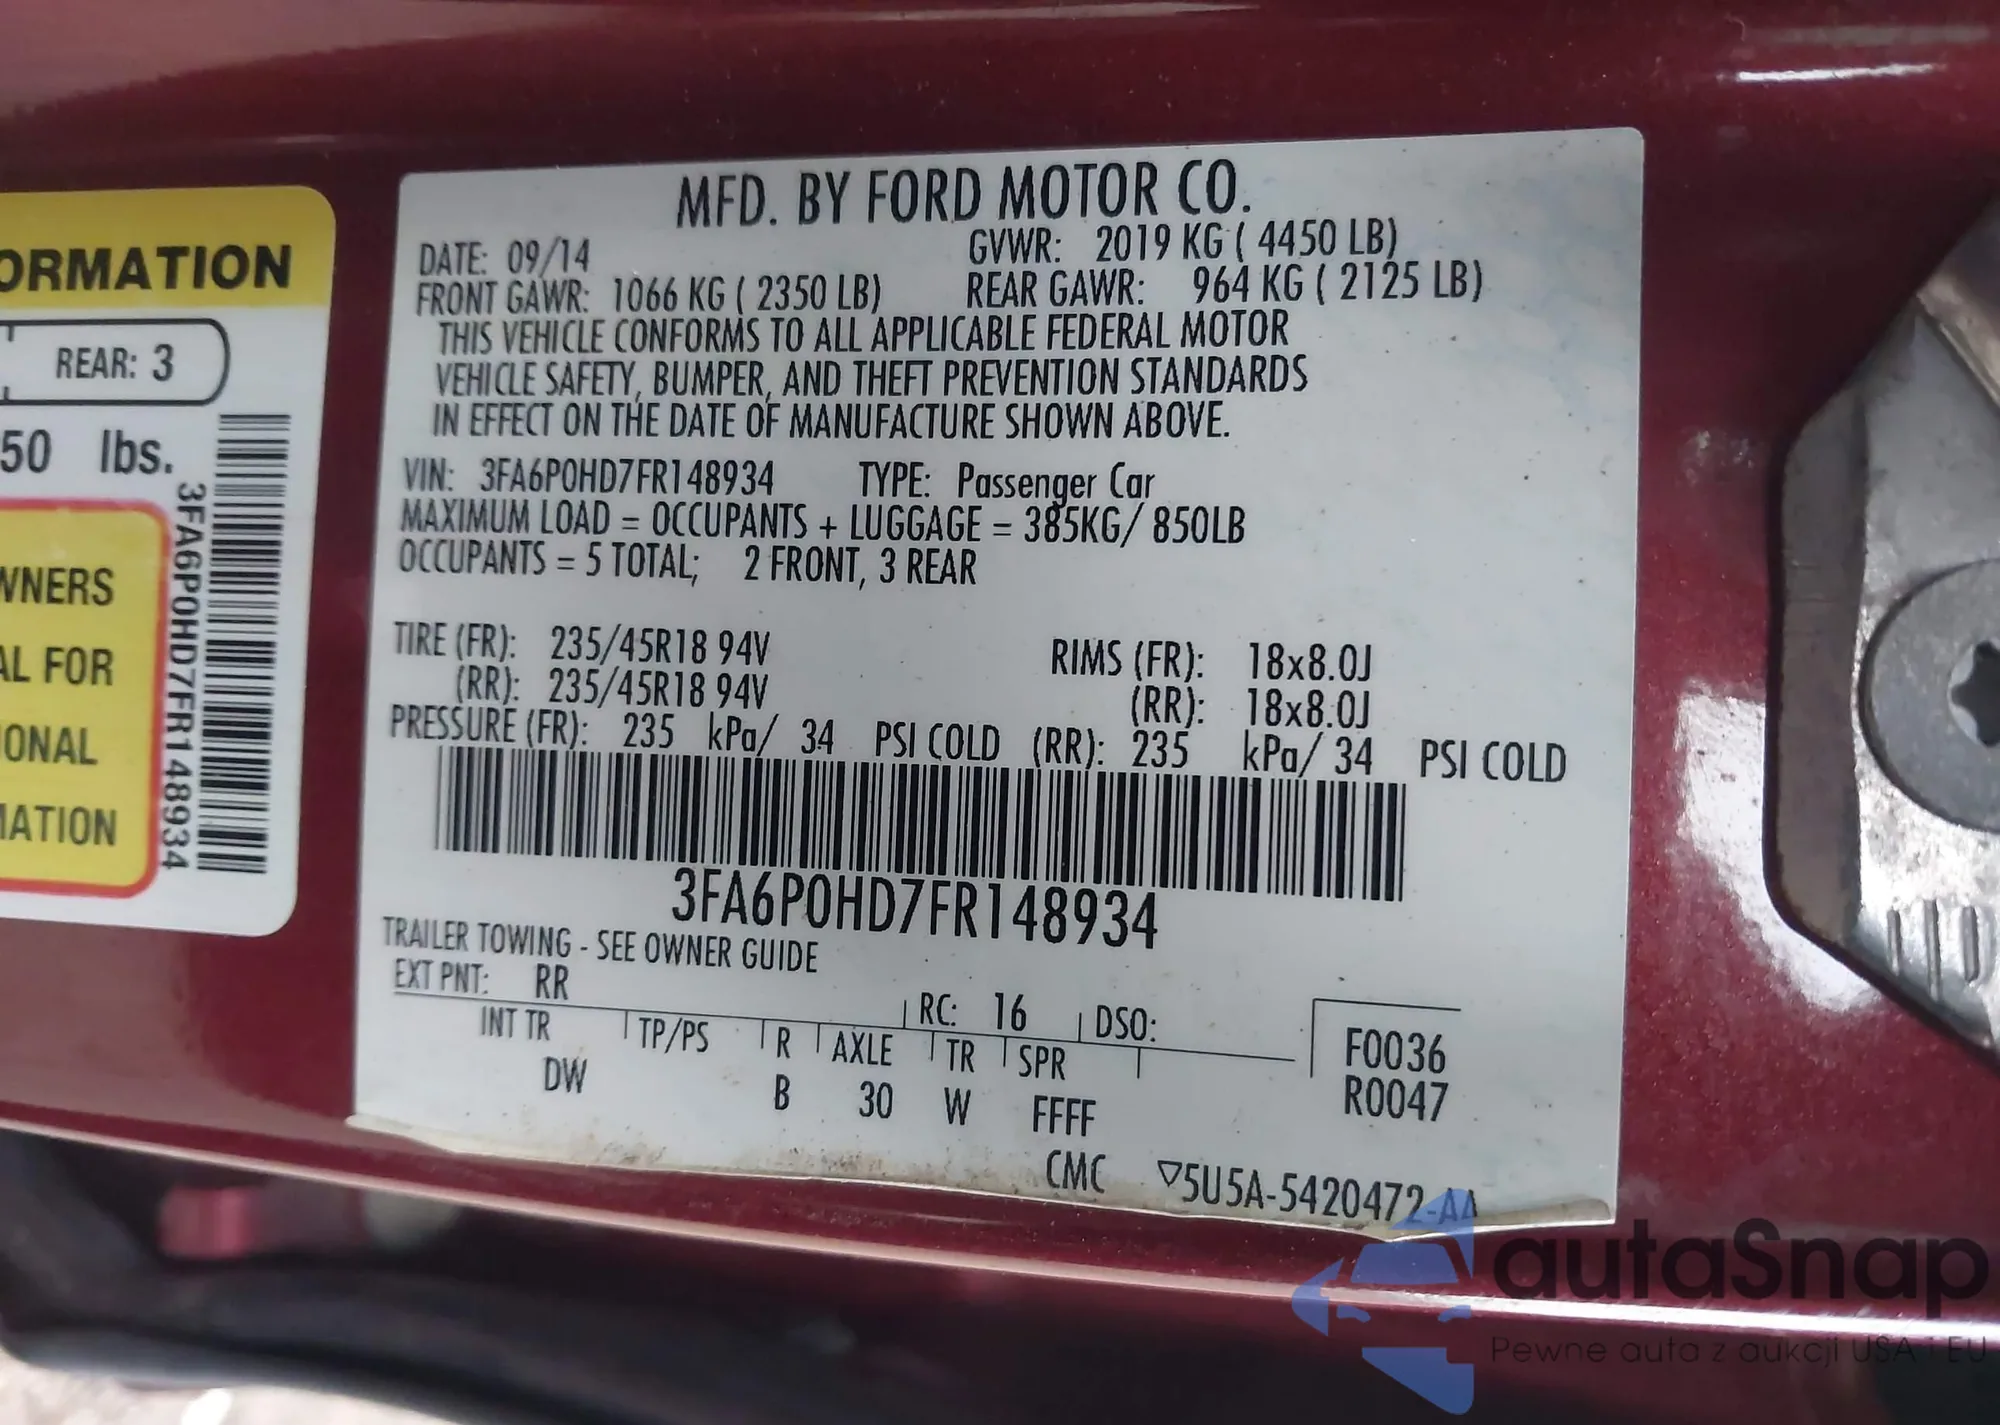 ORMATION
REAR: 3
50 lbs.
WNERS
AL FOR
IONAL
MATION
3FA6P0HD7FR148934
MFD. BY FORD MOTOR CO.
DATE: 09/14 GVWR: 2019 KG ( 4450 LB)
FRONT GAWR: 1066 KG ( 2350 LB) REAR GAWR: 964 KG ( 2125 LB)
THIS VEHICLE CONFORMS TO ALL APPLICABLE FEDERAL MOTOR
VEHICLE SAFETY, BUMPER, AND THEFT PREVENTION STANDARDS
IN EFFECT ON THE DATE OF MANUFACTURE SHOWN ABOVE.
VIN: 3FA6P0HD7FR148934 TYPE: Passenger Car
MAXIMUM LOAD = OCCUPANTS + LUGGAGE = 385KG/ 850LB
OCCUPANTS = 5 TOTAL; 2 FRONT, 3 REAR
TIRE (FR): 235/45R18 94V RIMS (FR): 18x8.0J
(RR): 235/45R18 94V (RR): 18x8.0J
PRESSURE (FR): 235 kPa/ 34 PSI COLD (RR): 235 kPa/ 34 PSI COLD
3FA6P0HD7FR148934
TRAILER TOWING - SEE OWNER GUIDE
EXT PNT: RR RC: 16 DSO:
INT TR TP/PS R AXLE TR SPR F0036
DW B 30 W FFFF R0047
CMC ▽5U5A-5420472-AA
autaSnap
Pewne auta z aukcji USA i EU